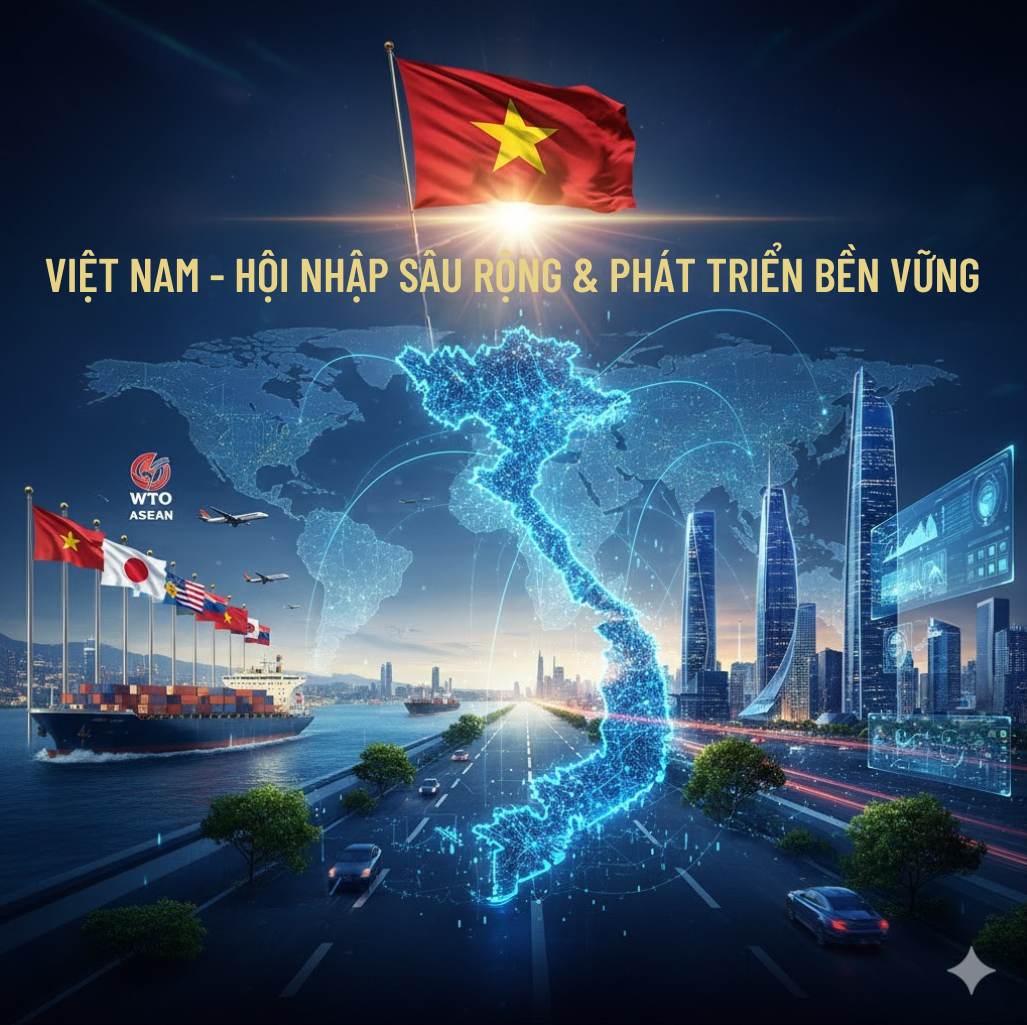 VIỆT NAM - HỘI NHẬP SÂU RỘNG & PHÁT TRIỂN BỀN VỮNG
WTO
ASEAN